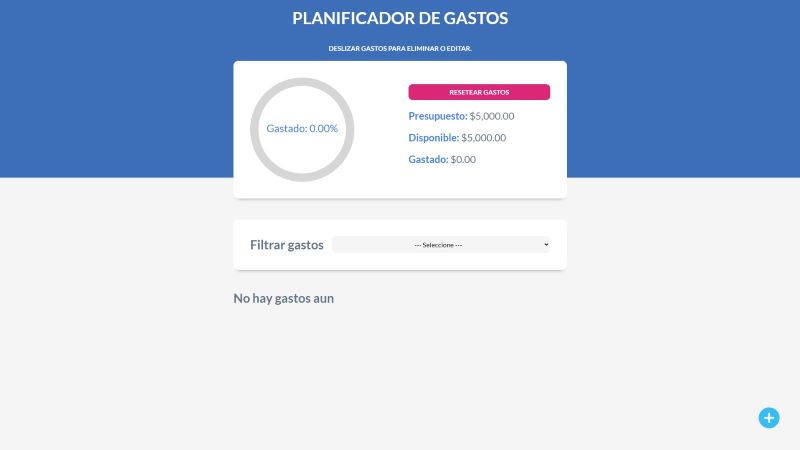 PLANIFICADOR DE GASTOS
DESLIZAR GASTOS PARA ELIMINAR O EDITAR.
Gastado: 0.00%
RESETEAR GASTOS
Presupuesto: $5,000.00
Disponible: $5,000.00
Gastado: $0.00
Filtrar gastos
--- Seleccione ---
No hay gastos aun